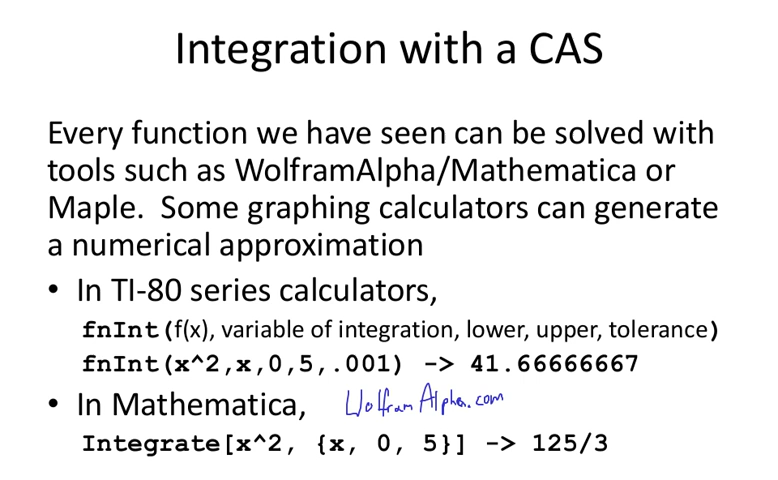 Integration with a CAS
Every function we have seen can be solved with
tools such as WolframAlpha/Mathematica or
Maple. Some graphing calculators can generate
a numerical approximation
• In TI-80 series calculators,
fnInt(f(x), variable of integration, lower, upper, tolerance)
fnInt(x^2,x,0,5,.001) -> 41.66666667
• In Mathematica, WolframAlpha.com
Integrate[x^2, {x, 0, 5}] -> 125/3